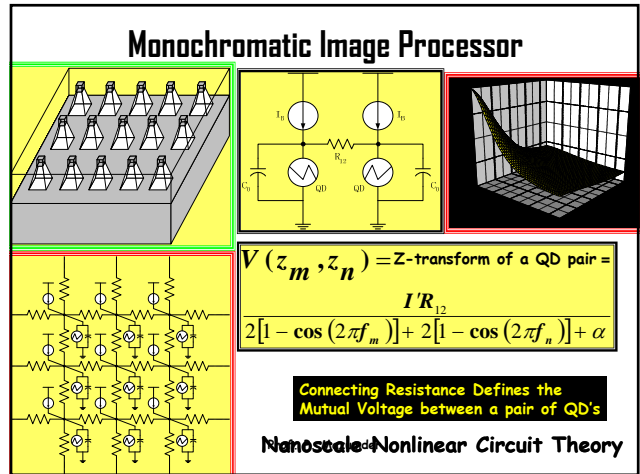 Monochromatic Image Processor
I_B I_B
R_12
C_0 QD QD C_0
V(z_m, z_n) = Z-transform of a QD pair =
I'R_12
2[1 − cos (2πf_m)] + 2[1 − cos (2πf_n)] + α
Connecting Resistance Defines the
Mutual Voltage between a pair of QD's
Nanoscale Nonlinear Circuit Theory